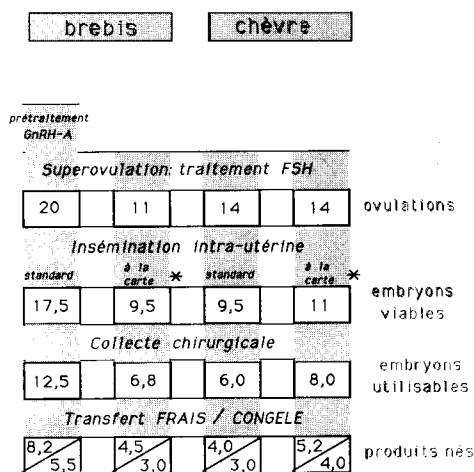 brebis chèvre
prétraitement
GnRH-A
Superovulation: traitement FSH
20 11 14 14 ovulations
Insémination intra-utérine
standard à la carte * standard à la carte *
17,5 9,5 9,5 11 embryons viables
Collecte chirurgicale
12,5 6,8 6,0 8,0 embryons utilisables
Transfert FRAIS / CONGELE
8,2 5,5 4,5 3,0 4,0 3,0 5,2 4,0 produits nés